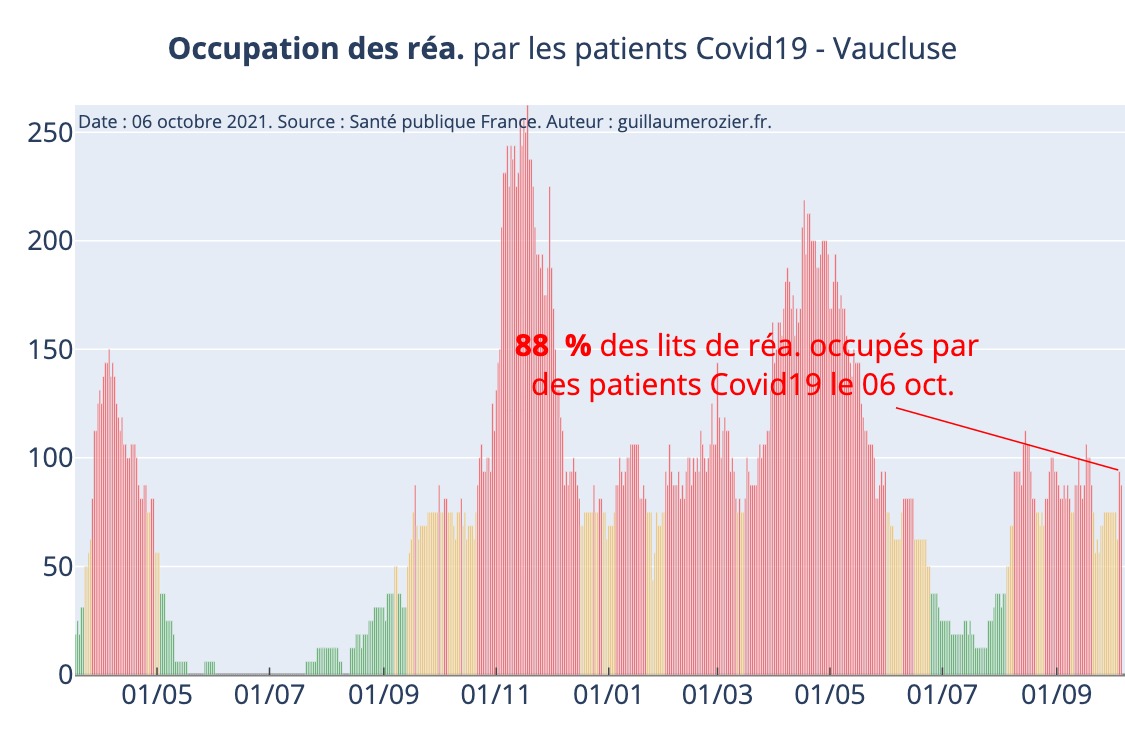 Occupation des réa. par les patients Covid19 - Vaucluse
Date : 06 octobre 2021. Source : Santé publique France. Auteur : guillaumerozier.fr.
250
200
150
100
50
0
88 % des lits de réa. occupés par
des patients Covid19 le 06 oct.
01/05 01/07 01/09 01/11 01/01 01/03 01/05 01/07 01/09